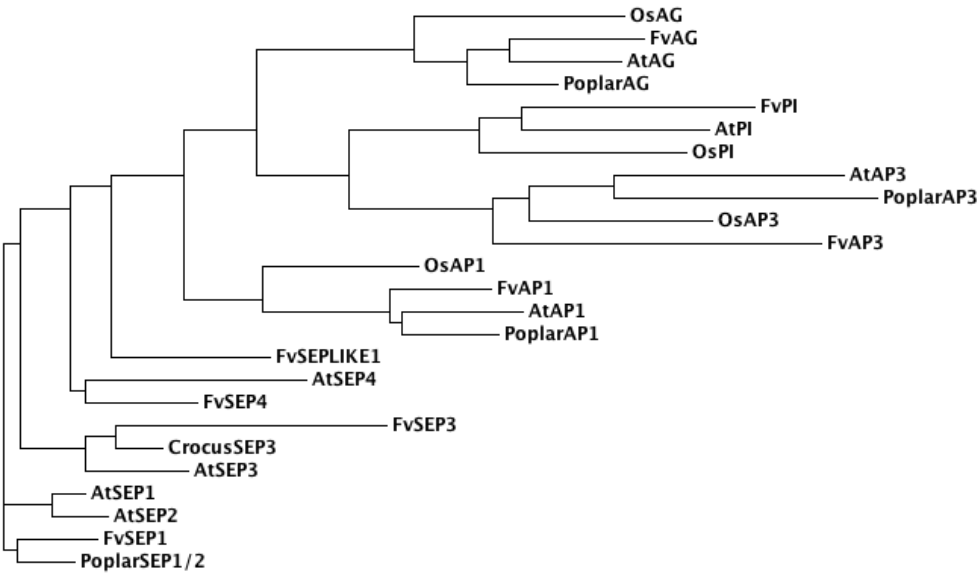 OsAG
FvAG
AtAG
PoplarAG
FvPI
AtPI
OsPI
AtAP3
PoplarAP3
OsAP3
FvAP3
OsAP1
FvAP1
AtAP1
PoplarAP1
FvSEPLIKE1
AtSEP4
FvSEP4
FvSEP3
CrocusSEP3
AtSEP3
AtSEP1
AtSEP2
FvSEP1
PoplarSEP1/2